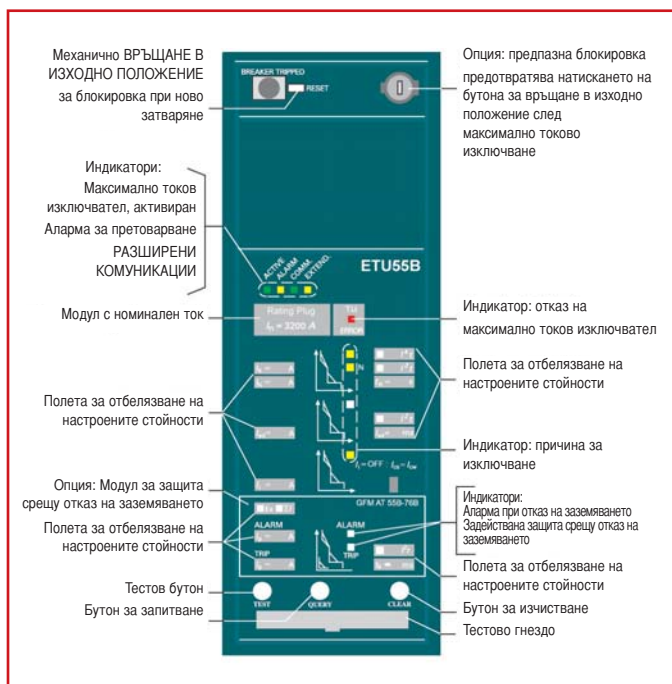 Механично ВРЪЩАНЕ В
ИЗХОДНО ПОЛОЖЕНИЕ
за блокировка при ново
затваряне
Индикатори:
Максимално токов
изключвател, активиран
Аларма за претоварване
РАЗШИРЕНИ
КОМУНИКАЦИИ
Модул с номинален ток
Полета за отбелязване на
настроените стойности
Опция: Модул за защита
срещу отказ на заземяването
Полета за отбелязване на
настроените стойности
Тестов бутон
Бутон за запитване
BREAKER TRIPPED
RESET
ETU55B
ACTIVE
ALARM
COMM.
EXTEND.
Rating Plug
= 3200 A
T.U.
ERROR
N
= OFF :
GFM AT 55B-76B
ALARM
TRIP
ALARM
TRIP
TEST
QUERY
CLEAR
Опция: предпазна блокировка
предотвратява натискането на
бутона за връщане в изходно
положение след
максимално токово
изключване
Индикатор: отказ на
максимално токов изключвател
Полета за отбелязване на
настроените стойности
Индикатор: причина за
изключване
Индикатори:
Аларма при отказ на заземяването
Задействана защита срещу отказ на
заземяването
Полета за отбелязване на
настроените стойности
Бутон за изчистване
Тестово гнездо